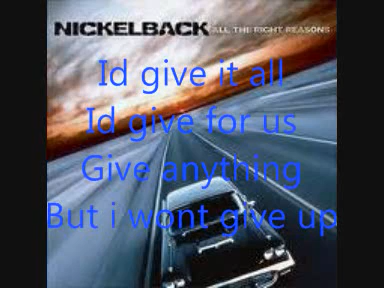 NICKELBACK ALL THE RIGHT REASONS
Id give it all
Id give for us
Give anything
But i wont give up